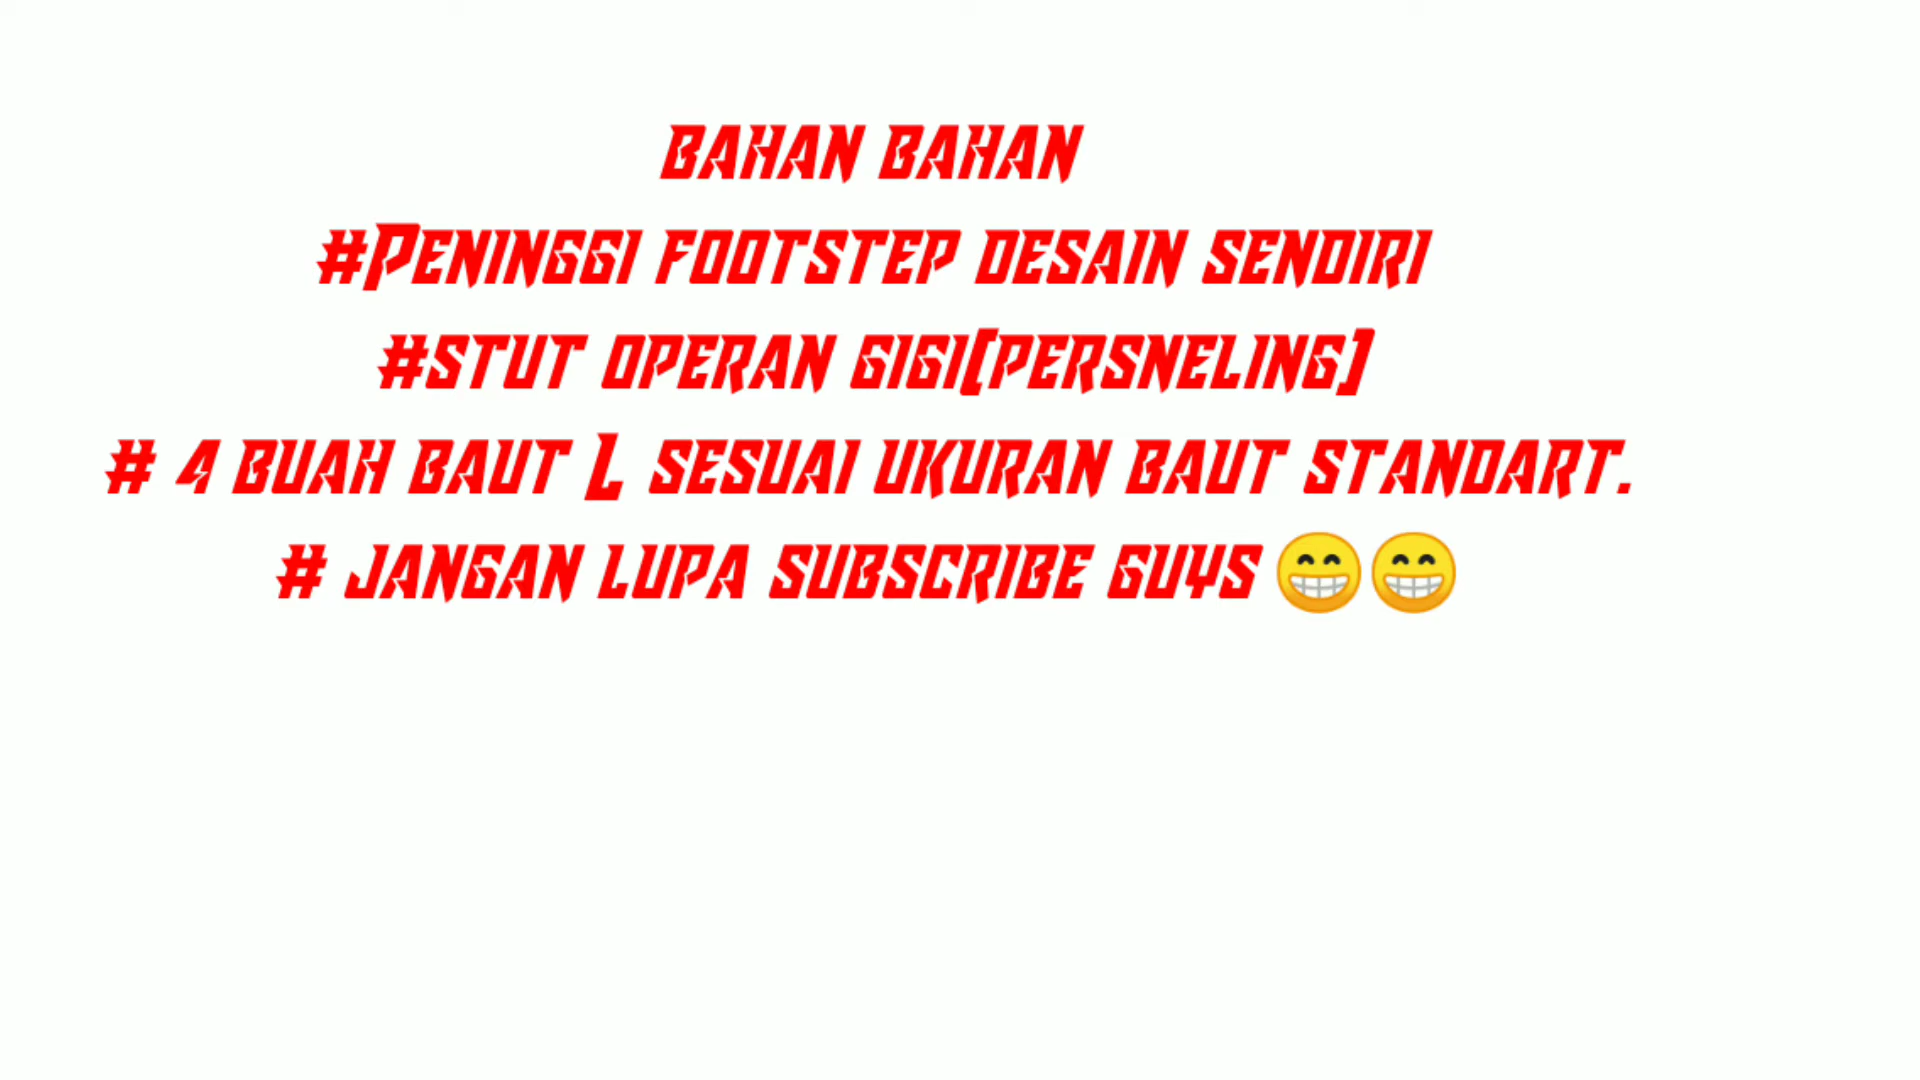 BAHAN BAHAN
#PENINGGI FOOTSTEP DESAIN SENDIRI
#STUT OPERAN GIGI(PERSNELING)
# 4 BUAH BAUT L SESUAI UKURAN BAUT STANDART.
# JANGAN LUPA SUBSCRIBE GUYS 😁😁